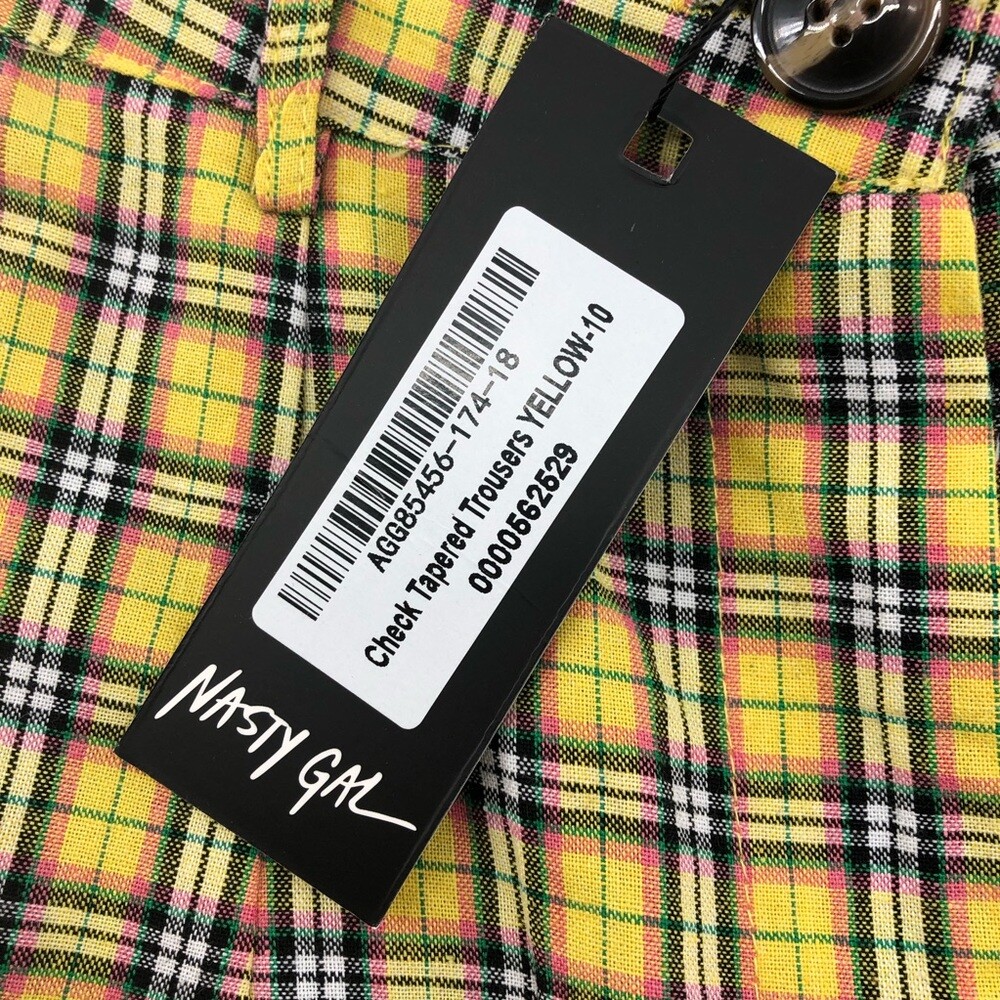 AGG85456-174-18
Check Tapered Trousers YELLOW-10
0000562529
NASTY GAL